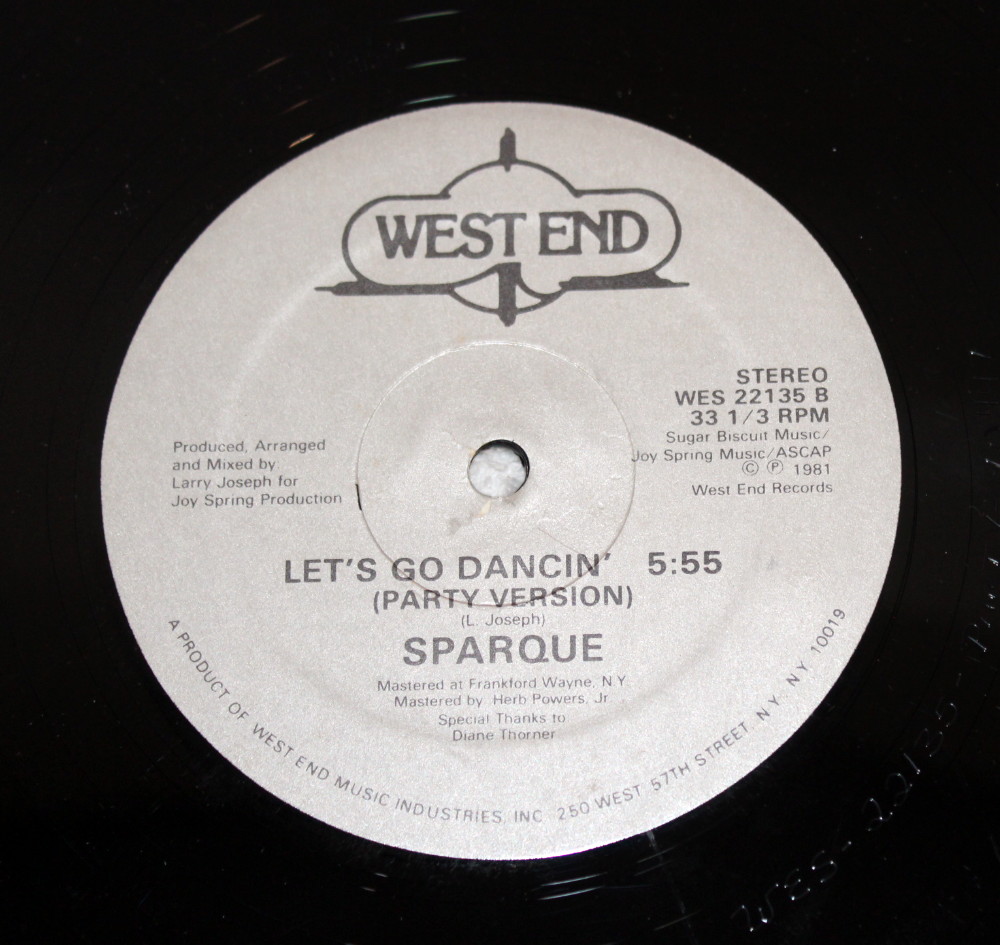 WEST END
STEREO
WES 22135 B
33 1/3 RPM
Sugar Biscuit Music/
Joy Spring Music/ASCAP
© ℗ 1981
West End Records
Produced, Arranged
and Mixed by:
Larry Joseph for
Joy Spring Production
LET'S GO DANCIN' 5:55
(PARTY VERSION)
(L. Joseph)
SPARQUE
Mastered at Frankford Wayne, N.Y.
Mastered by: Herb Powers, Jr.
Special Thanks to
Diane Thorner
A PRODUCT OF WEST END MUSIC INDUSTRIES, INC. 250 WEST 57TH STREET N.Y. N.Y. 10019